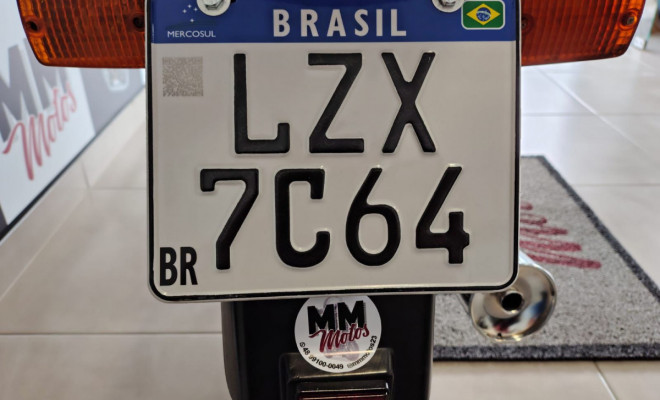 MERCOSUL
BRASIL
LZX
7C64
BR
MM
Motos
MM
Motos